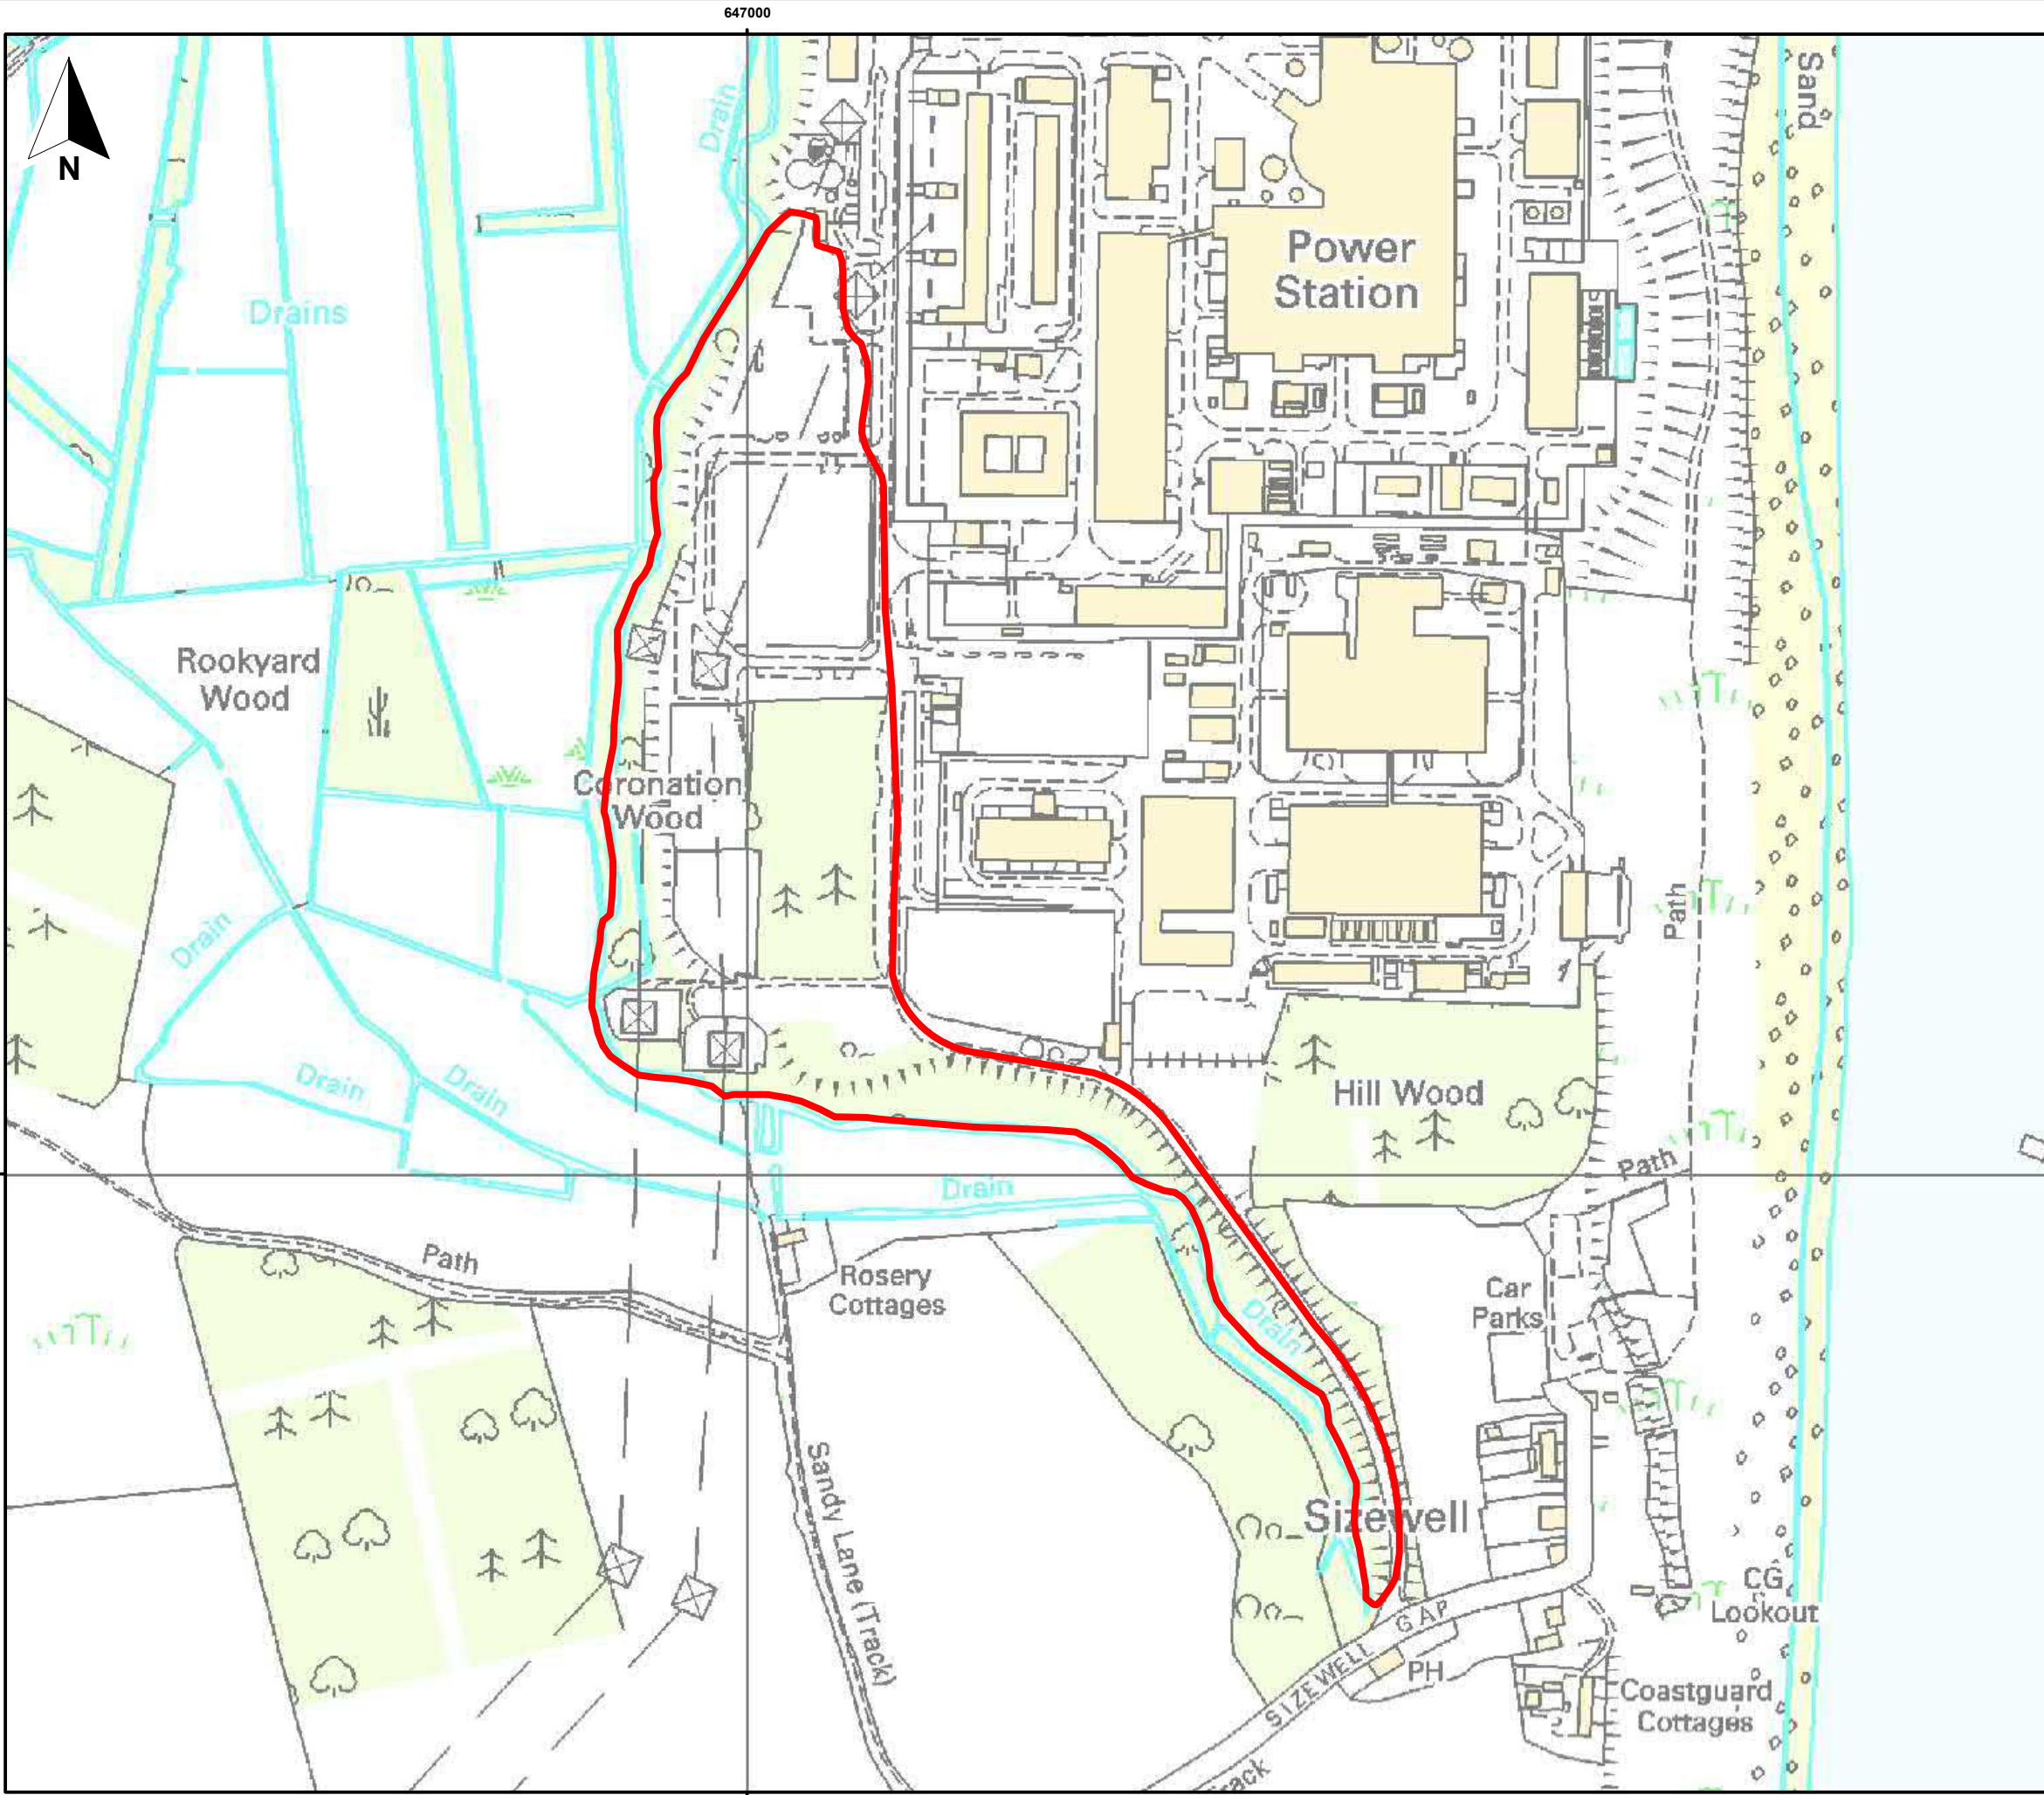 647000
N
Sand
Drain
Drains
Power
Station
Rookyard
Wood
Coronation
Wood
Path
Drain
Drain
Drain
Hill Wood
Path
Drain
Path
Rosery
Cottages
Car
Parks
Drain
Sandy Lane (Track)
Sizewell
CG
Lookout
SIZEWELL GAP
PH
Coastguard
Cottages